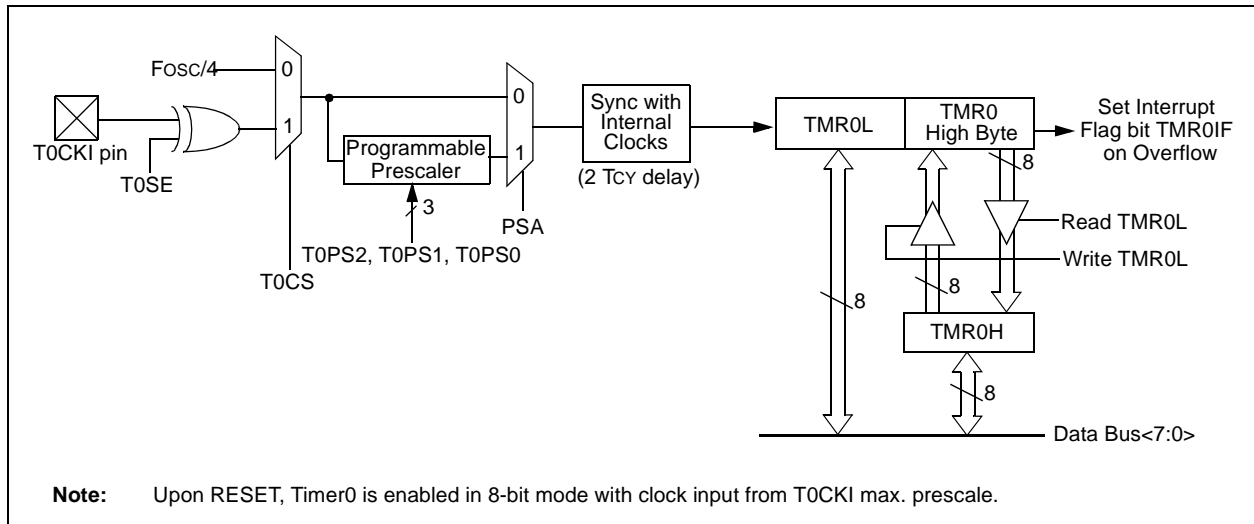 FOSC/4
0
1
T0CKI pin
T0SE
T0CS
Programmable
Prescaler
3
T0PS2, T0PS1, T0PS0
0
1
PSA
Sync with
Internal
Clocks
(2 TCY delay)
TMR0L
TMR0
High Byte
Set Interrupt
Flag bit TMR0IF
on Overflow
8
Read TMR0L
Write TMR0L
8
8
TMR0H
8
Data Bus<7:0>
Note: Upon RESET, Timer0 is enabled in 8-bit mode with clock input from T0CKI max. prescale.